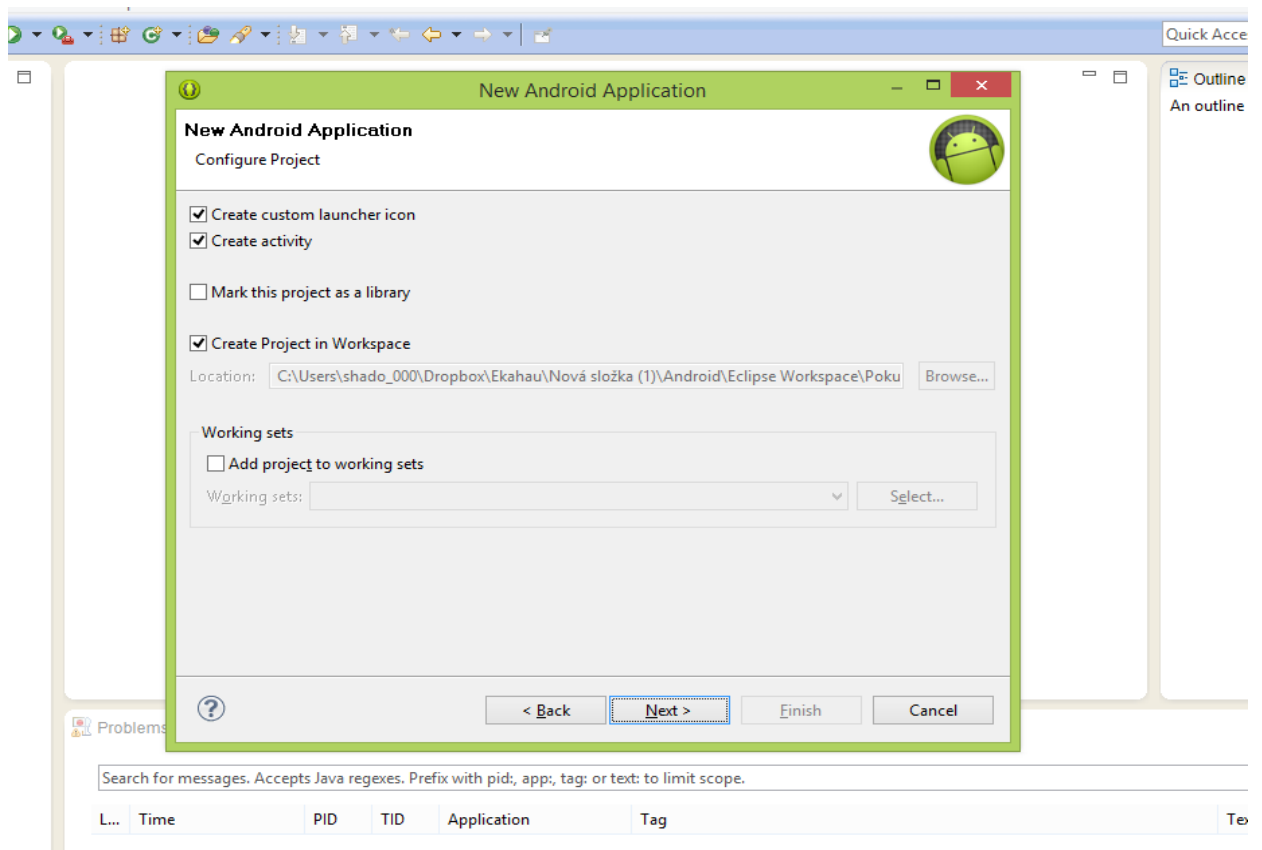 Quick Acce
New Android Application
Outline
An outline
New Android Application
Configure Project
Create custom launcher icon
Create activity
Mark this project as a library
Create Project in Workspace
Location: C:\Users\shado_000\Dropbox\Ekahau\Nová složka (1)\Android\Eclipse Workspace\Poku Browse...
Working sets
Add project to working sets
Working sets: Select...
? < Back Next > Finish Cancel
Problems
Search for messages. Accepts Java regexes. Prefix with pid:, app:, tag: or text: to limit scope.
L... Time PID TID Application Tag Tex